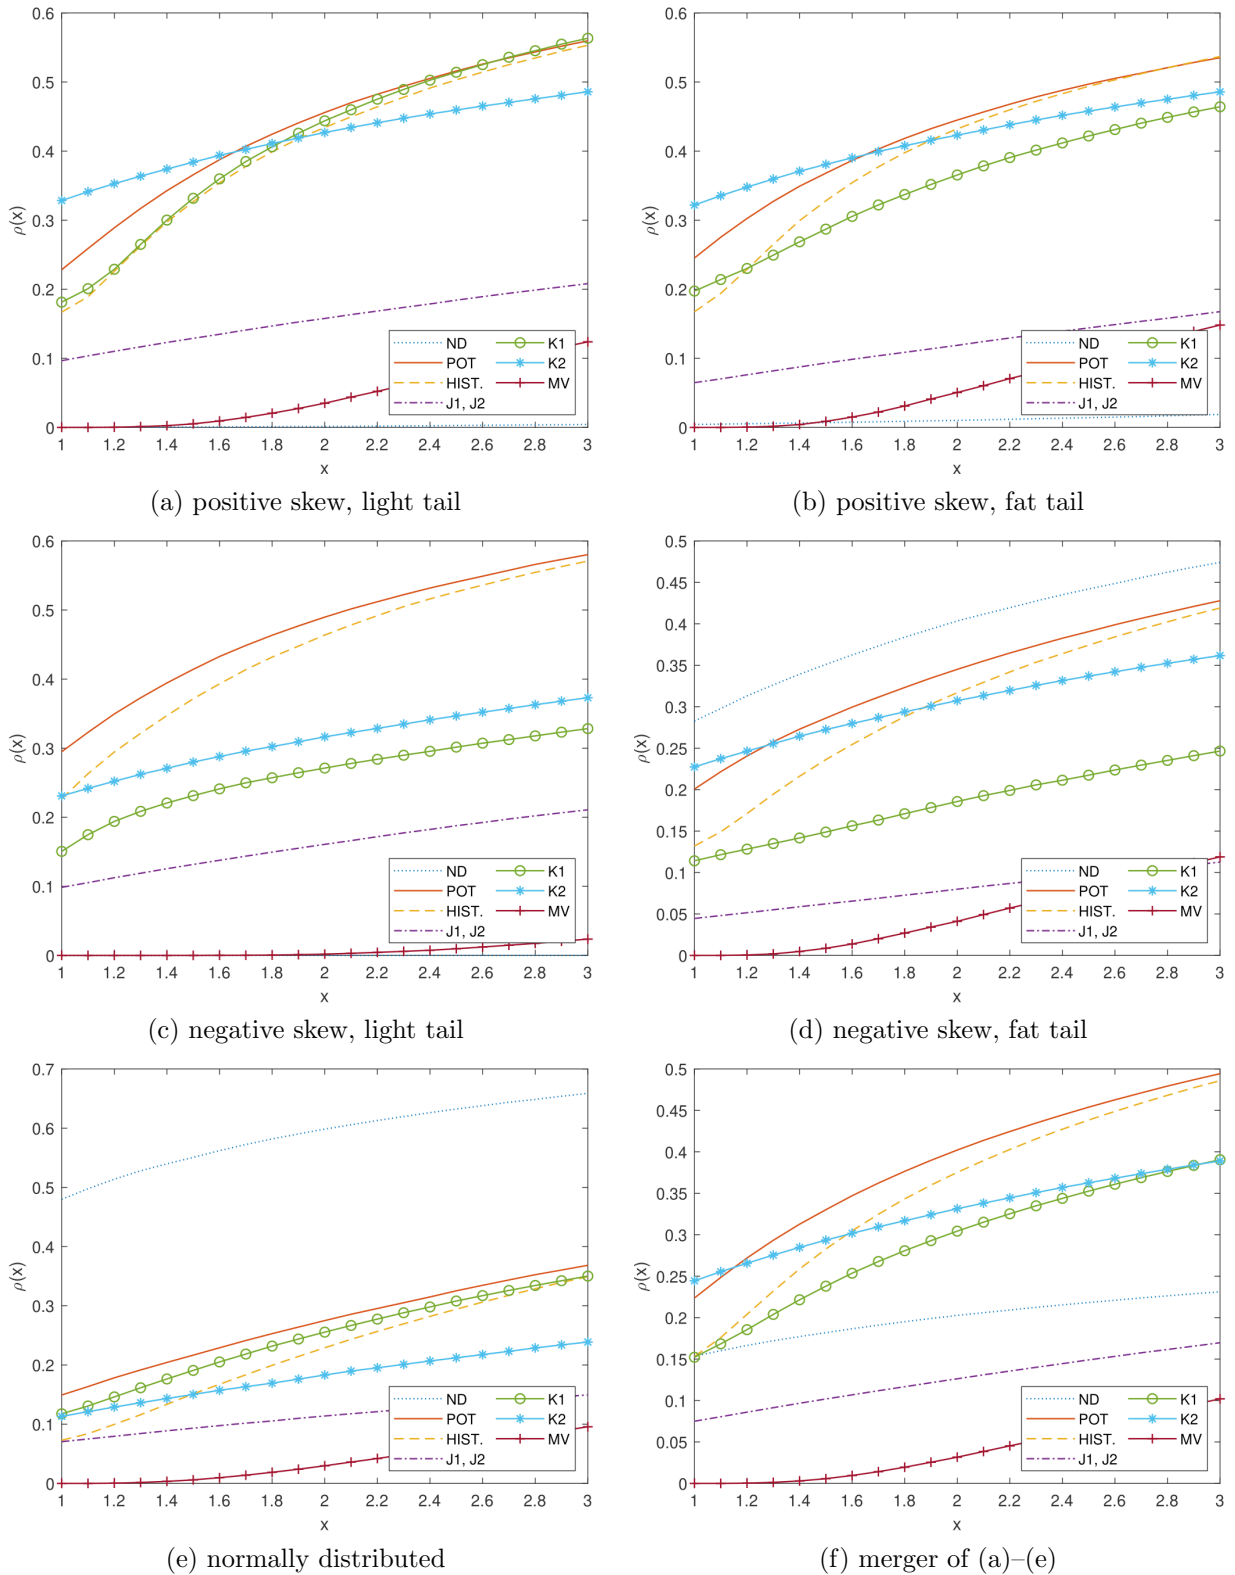 0.6
0.5
0.4
0.3
0.2
0.1
0
ρ(x)
ND
POT
HIST.
J1, J2
K1
K2
MV
1 1.2 1.4 1.6 1.8 2 2.2 2.4 2.6 2.8 3
x
(a) positive skew, light tail
0.6
0.5
0.4
0.3
0.2
0.1
0
ρ(x)
ND
POT
HIST.
J1, J2
K1
K2
MV
1 1.2 1.4 1.6 1.8 2 2.2 2.4 2.6 2.8 3
x
(b) positive skew, fat tail
0.6
0.5
0.4
0.3
0.2
0.1
0
ρ(x)
ND
POT
HIST.
J1, J2
K1
K2
MV
1 1.2 1.4 1.6 1.8 2 2.2 2.4 2.6 2.8 3
x
(c) negative skew, light tail
0.5
0.45
0.4
0.35
0.3
0.25
0.2
0.15
0.1
0.05
0
ρ(x)
ND
POT
HIST.
J1, J2
K1
K2
MV
1 1.2 1.4 1.6 1.8 2 2.2 2.4 2.6 2.8 3
x
(d) negative skew, fat tail
0.7
0.6
0.5
0.4
0.3
0.2
0.1
0
ρ(x)
ND
POT
HIST.
J1, J2
K1
K2
MV
1 1.2 1.4 1.6 1.8 2 2.2 2.4 2.6 2.8 3
x
(e) normally distributed
0.5
0.45
0.4
0.35
0.3
0.25
0.2
0.15
0.1
0.05
0
ρ(x)
ND
POT
HIST.
J1, J2
K1
K2
MV
1 1.2 1.4 1.6 1.8 2 2.2 2.4 2.6 2.8 3
x
(f) merger of (a)–(e)